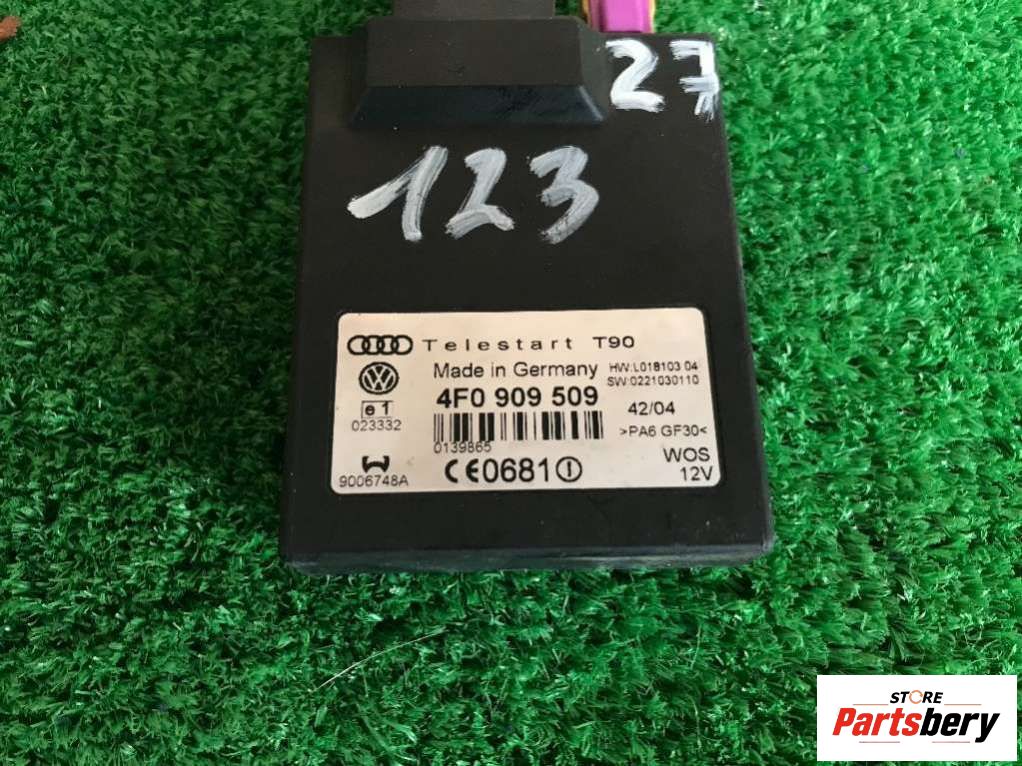 27
123
Telestart T90
Made in Germany
HW:L018103 04
SW:0221030110
4F0 909 509
42/04
e1
023332
>PA6 GF30<
0139865
CE0681
WOS
12V
9006748A
STORE
Partsbery